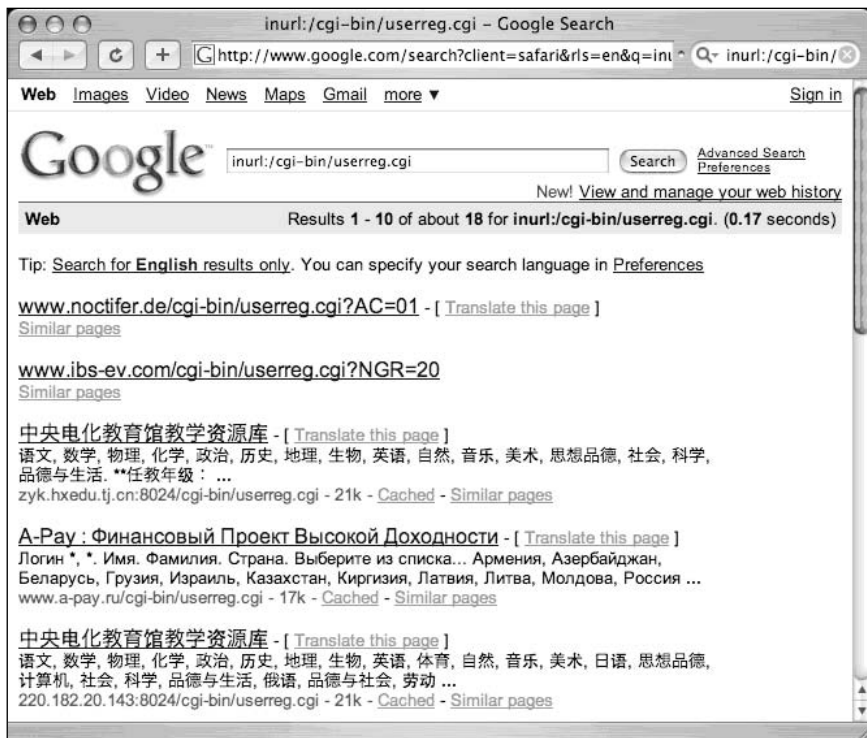 inurl:/cgi-bin/userreg.cgi – Google Search
http://www.google.com/search?client=safari&rls=en&q=inu inurl:/cgi-bin/
Web Images Video News Maps Gmail more ▼ Sign in
Google™ inurl:/cgi-bin/userreg.cgi Search Advanced Search
Preferences
New! View and manage your web history
Web Results 1 - 10 of about 18 for inurl:/cgi-bin/userreg.cgi. (0.17 seconds)
Tip: Search for English results only. You can specify your search language in Preferences
www.noctifer.de/cgi-bin/userreg.cgi?AC=01 - [ Translate this page ]
Similar pages
www.ibs-ev.com/cgi-bin/userreg.cgi?NGR=20
Similar pages
中央电化教育馆教学资源库 - [ Translate this page ]
语文, 数学, 物理, 化学, 政治, 历史, 地理, 生物, 英语, 自然, 音乐, 美术, 思想品德, 社会, 科学,
品德与生活. **任教年级： ...
zyk.hxedu.tj.cn:8024/cgi-bin/userreg.cgi - 21k - Cached - Similar pages
A-Pay : Финансовый Проект Высокой Доходности - [ Translate this page ]
Логин *, *. Имя. Фамилия. Страна. Выберите из списка... Армения, Азербайджан,
Беларусь, Грузия, Израиль, Казахстан, Киргизия, Латвия, Литва, Молдова, Россия ...
www.a-pay.ru/cgi-bin/userreg.cgi - 17k - Cached - Similar pages
中央电化教育馆教学资源库 - [ Translate this page ]
语文, 数学, 物理, 化学, 政治, 历史, 地理, 生物, 英语, 体育, 自然, 音乐, 美术, 日语, 思想品德,
计算机, 社会, 科学, 品德与生活, 俄语, 品德与社会, 劳动 ...
220.182.20.143:8024/cgi-bin/userreg.cgi - 21k - Cached - Similar pages